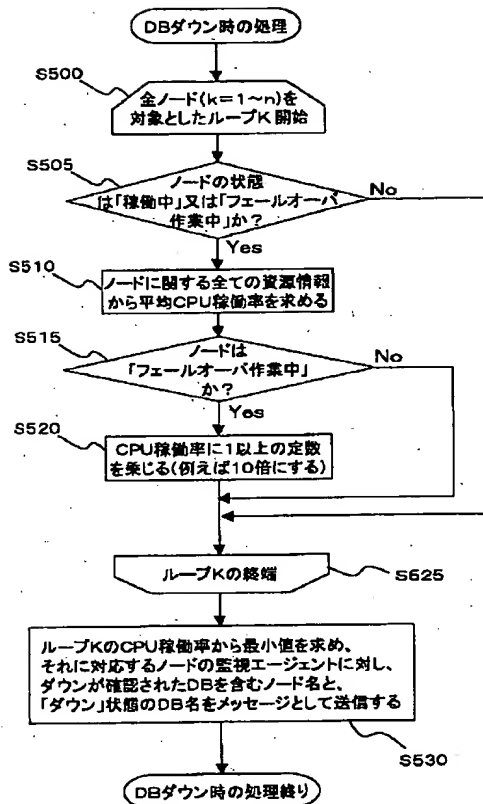 DBダウン時の処理
S500
全ノード(k=1~n)を
対象としたループK開始
S505
ノードの状態
は「稼働中」又は「フェールオーバ
作業中」か?
No
Yes
S510
ノードに関する全ての資源情報
から平均CPU稼働率を求める
S515
ノードは
「フェールオーバ作業中」
か?
No
Yes
S520
CPU稼働率に1以上の定数
を乗じる(例えば10倍にする)
ループKの終端
S525
ループKのCPU稼働率から最小値を求め、
それに対応するノードの監視エージェントに対し、
ダウンが確認されたDBを含むノード名と、
「ダウン」状態のDB名をメッセージとして送信する
S530
DBダウン時の処理終り